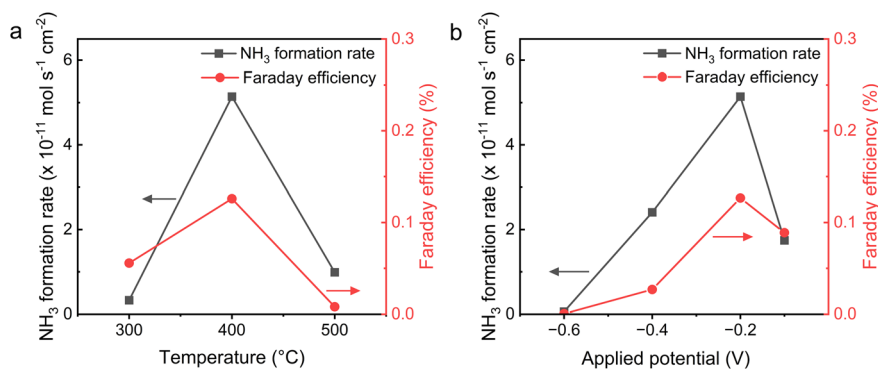 a
NH₃ formation rate (x 10⁻¹¹ mol s⁻¹ cm⁻²)
6
4
2
0
NH₃ formation rate
Faraday efficiency
0.3
0.2
0.1
0.0
Faraday efficiency (%)
300
400
500
Temperature (°C)
b
NH₃ formation rate (x 10⁻¹¹ mol s⁻¹ cm⁻²)
6
4
2
0
NH₃ formation rate
Faraday efficiency
0.3
0.2
0.1
0.0
Faraday efficiency (%)
−0.6
−0.4
−0.2
Applied potential (V)